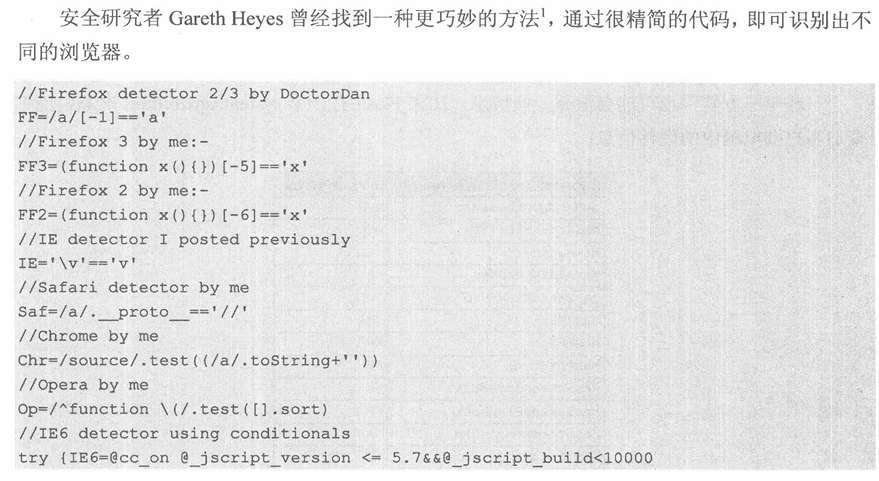 安全研究者 Gareth Heyes 曾经找到一种更巧妙的方法1，通过很精简的代码，即可识别出不
同的浏览器。
//Firefox detector 2/3 by DoctorDan
FF=/a/[-1]=='a'
//Firefox 3 by me:-
FF3=(function x(){})[-5]=='x'
//Firefox 2 by me:-
FF2=(function x(){})[-6]=='x'
//IE detector I posted previously
IE='\v'=='v'
//Safari detector by me
Saf=/a/.__proto__=='//'
//Chrome by me
Chr=/source/.test((/a/.toString+''))
//Opera by me
Op=/^function \(/.test([].sort)
//IE6 detector using conditionals
try {IE6=@cc_on @_jscript_version <= 5.7&&@_jscript_build<10000